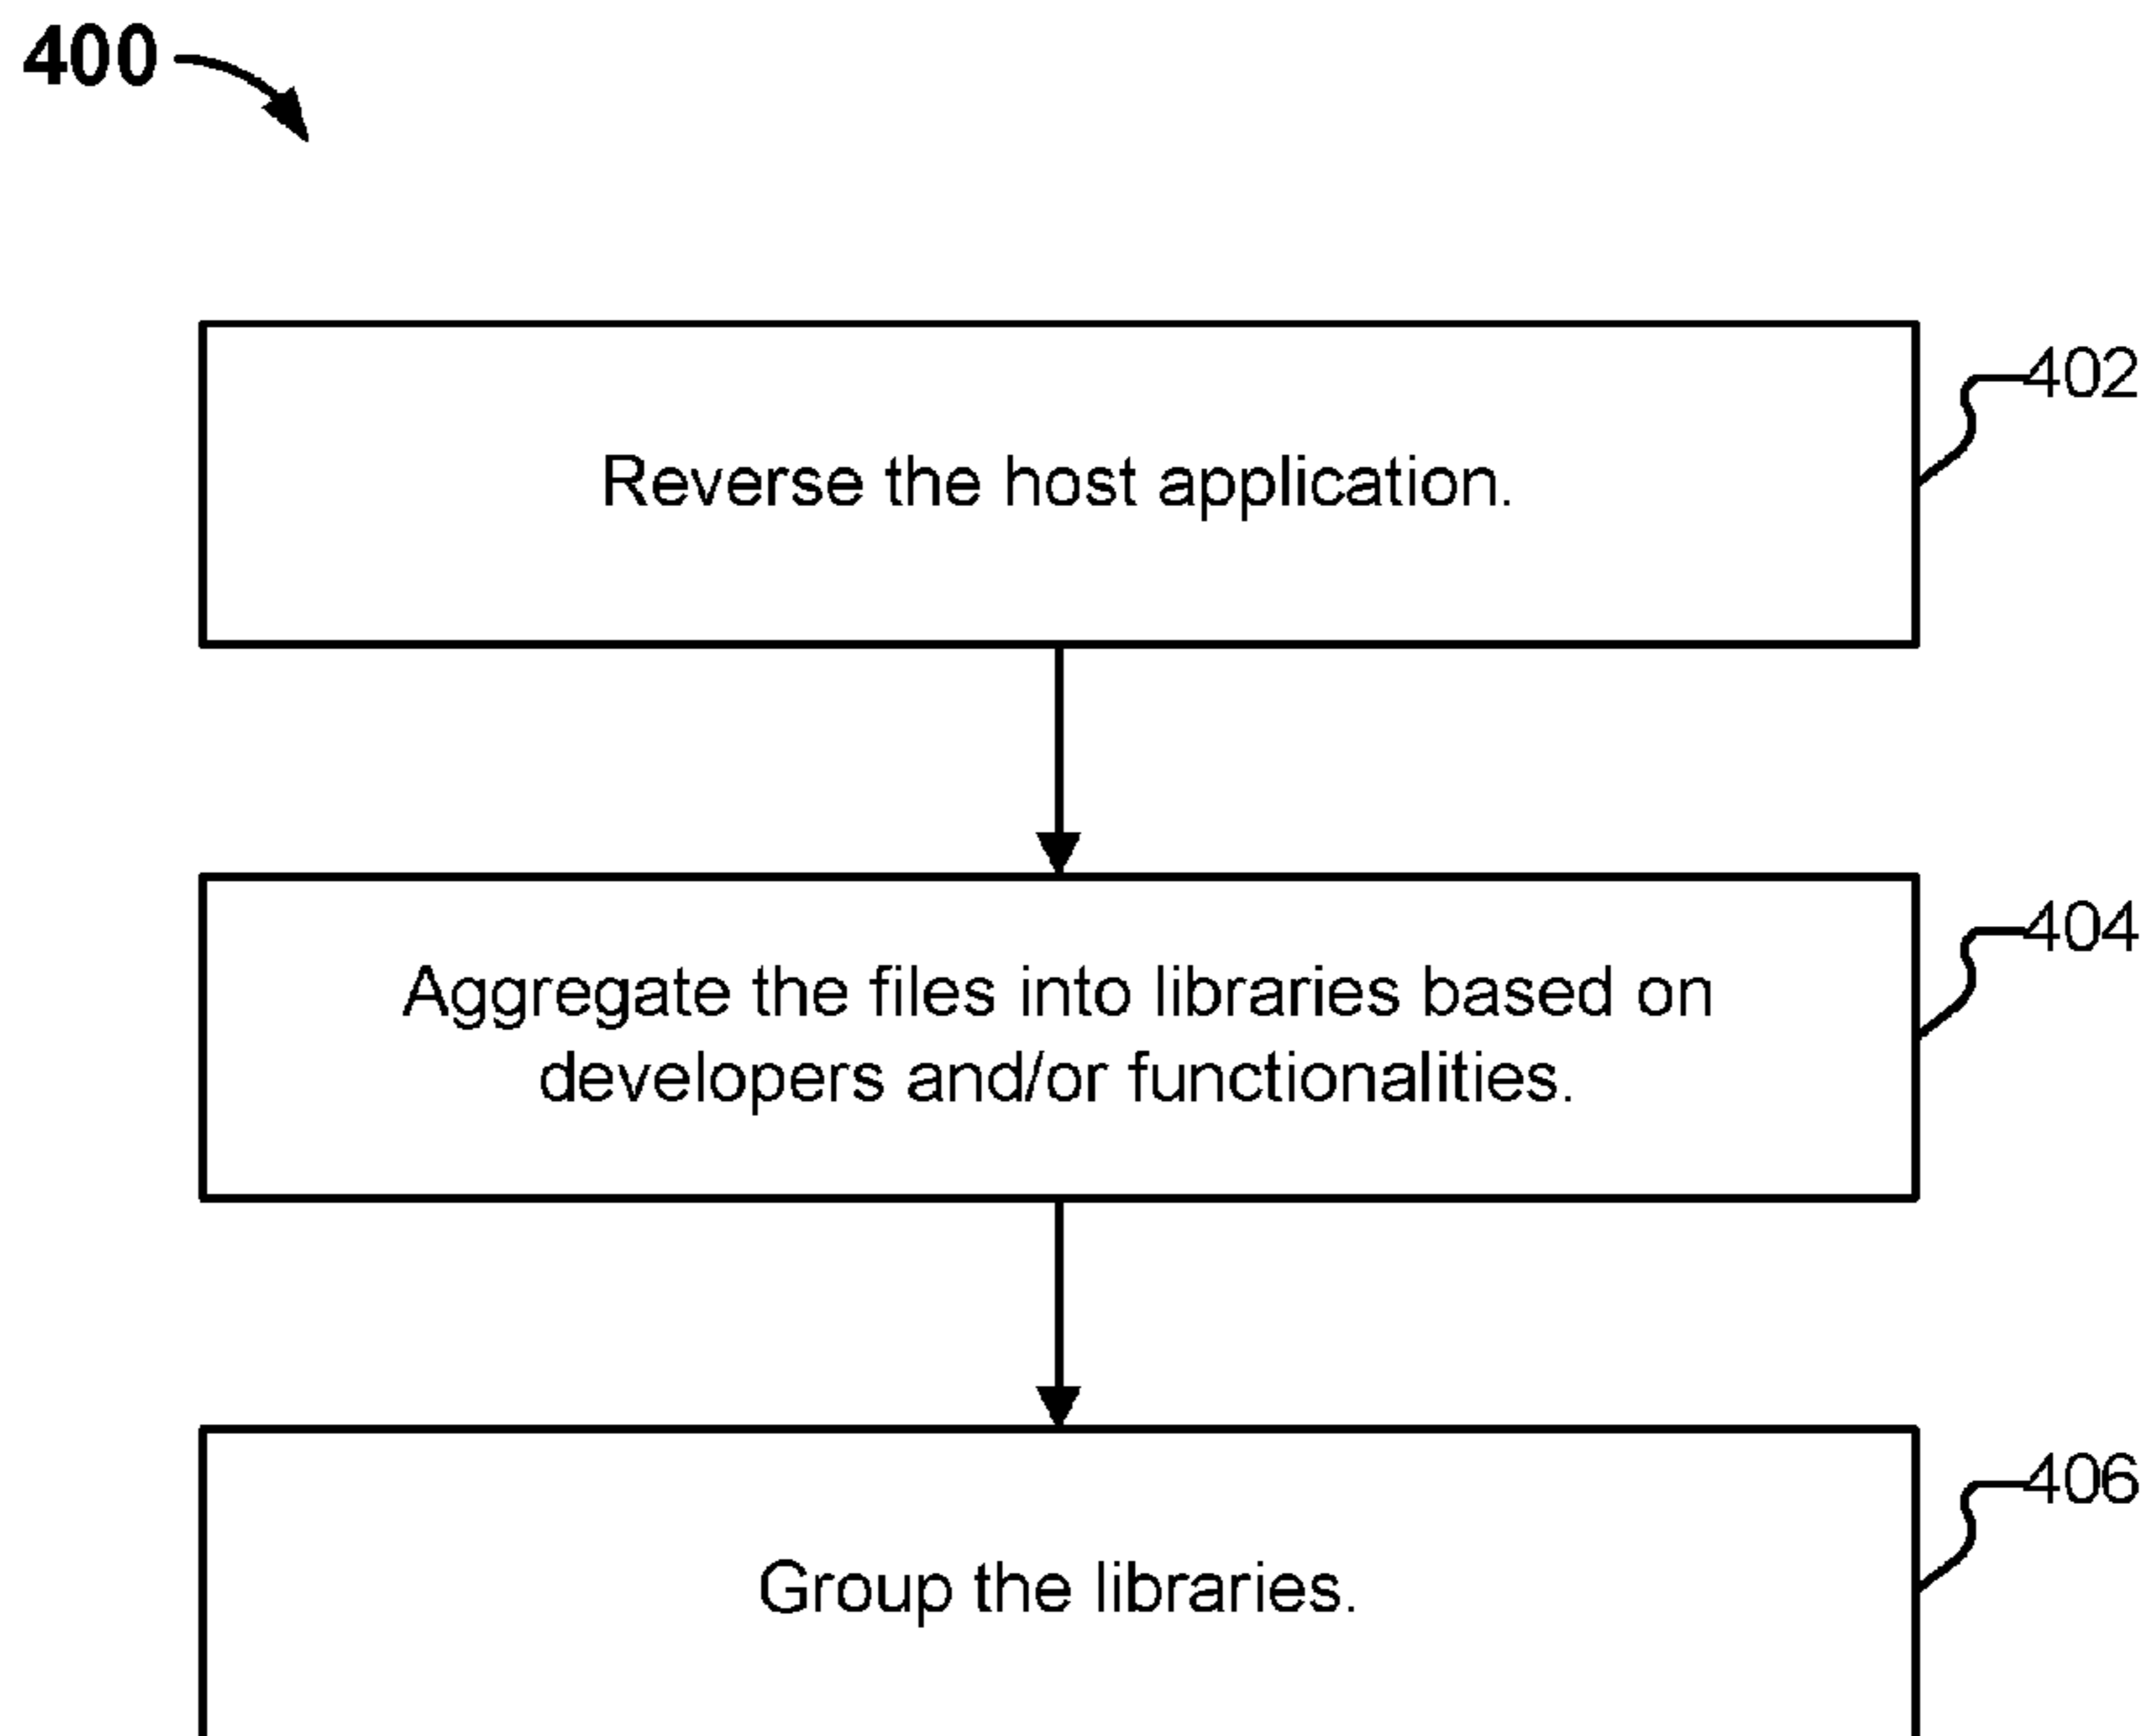 400
402
Reverse the host application.
404
Aggregate the files into libraries based on
developers and/or functionalities.
406
Group the libraries.